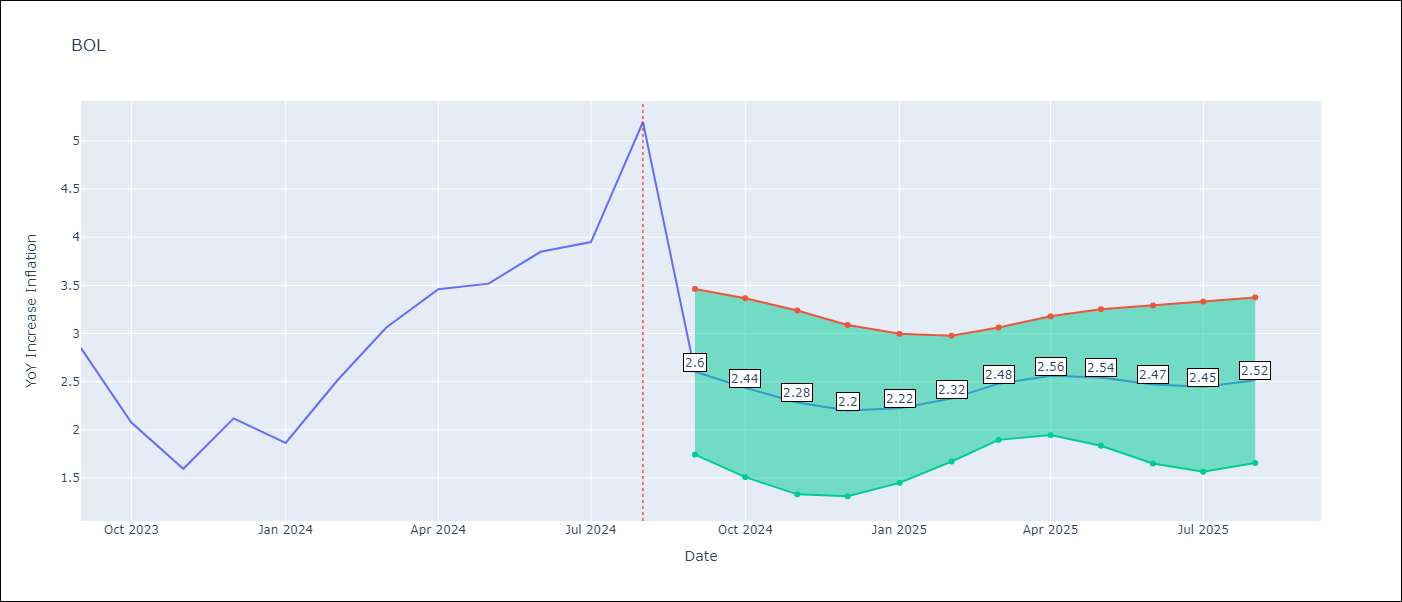 BOL
YoY Increase Inflation
5
4.5
4
3.5
3
2.5
2
1.5
2.6
2.44
2.28
2.2
2.22
2.32
2.48
2.56
2.54
2.47
2.45
2.52
Oct 2023
Jan 2024
Apr 2024
Jul 2024
Oct 2024
Jan 2025
Apr 2025
Jul 2025
Date